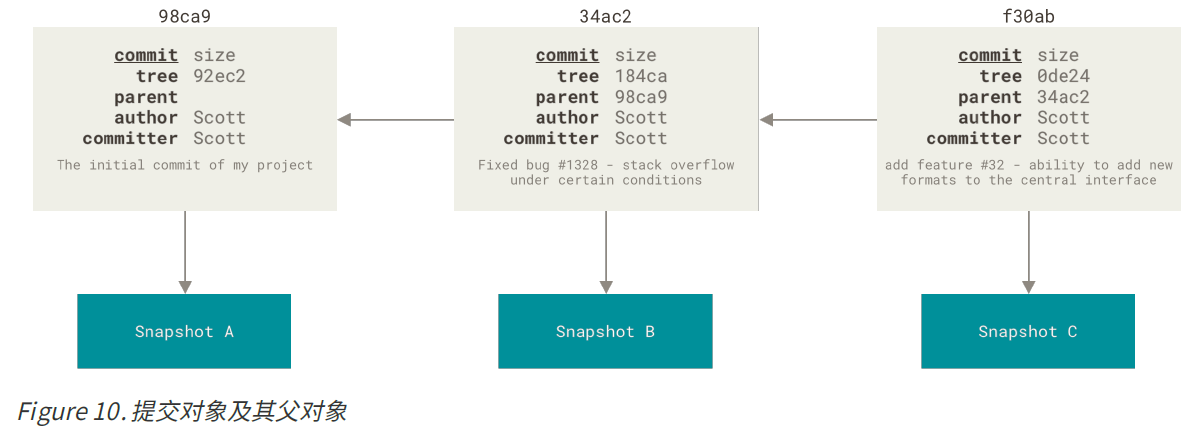 98ca9
commit size
tree 92ec2
parent
author Scott
committer Scott
The initial commit of my project
34ac2
commit size
tree 184ca
parent 98ca9
author Scott
committer Scott
Fixed bug #1328 - stack overflow
under certain conditions
f30ab
commit size
tree 0de24
parent 34ac2
author Scott
committer Scott
add feature #32 - ability to add new
formats to the central interface
Snapshot A
Snapshot B
Snapshot C
Figure 10. 提交对象及其父对象